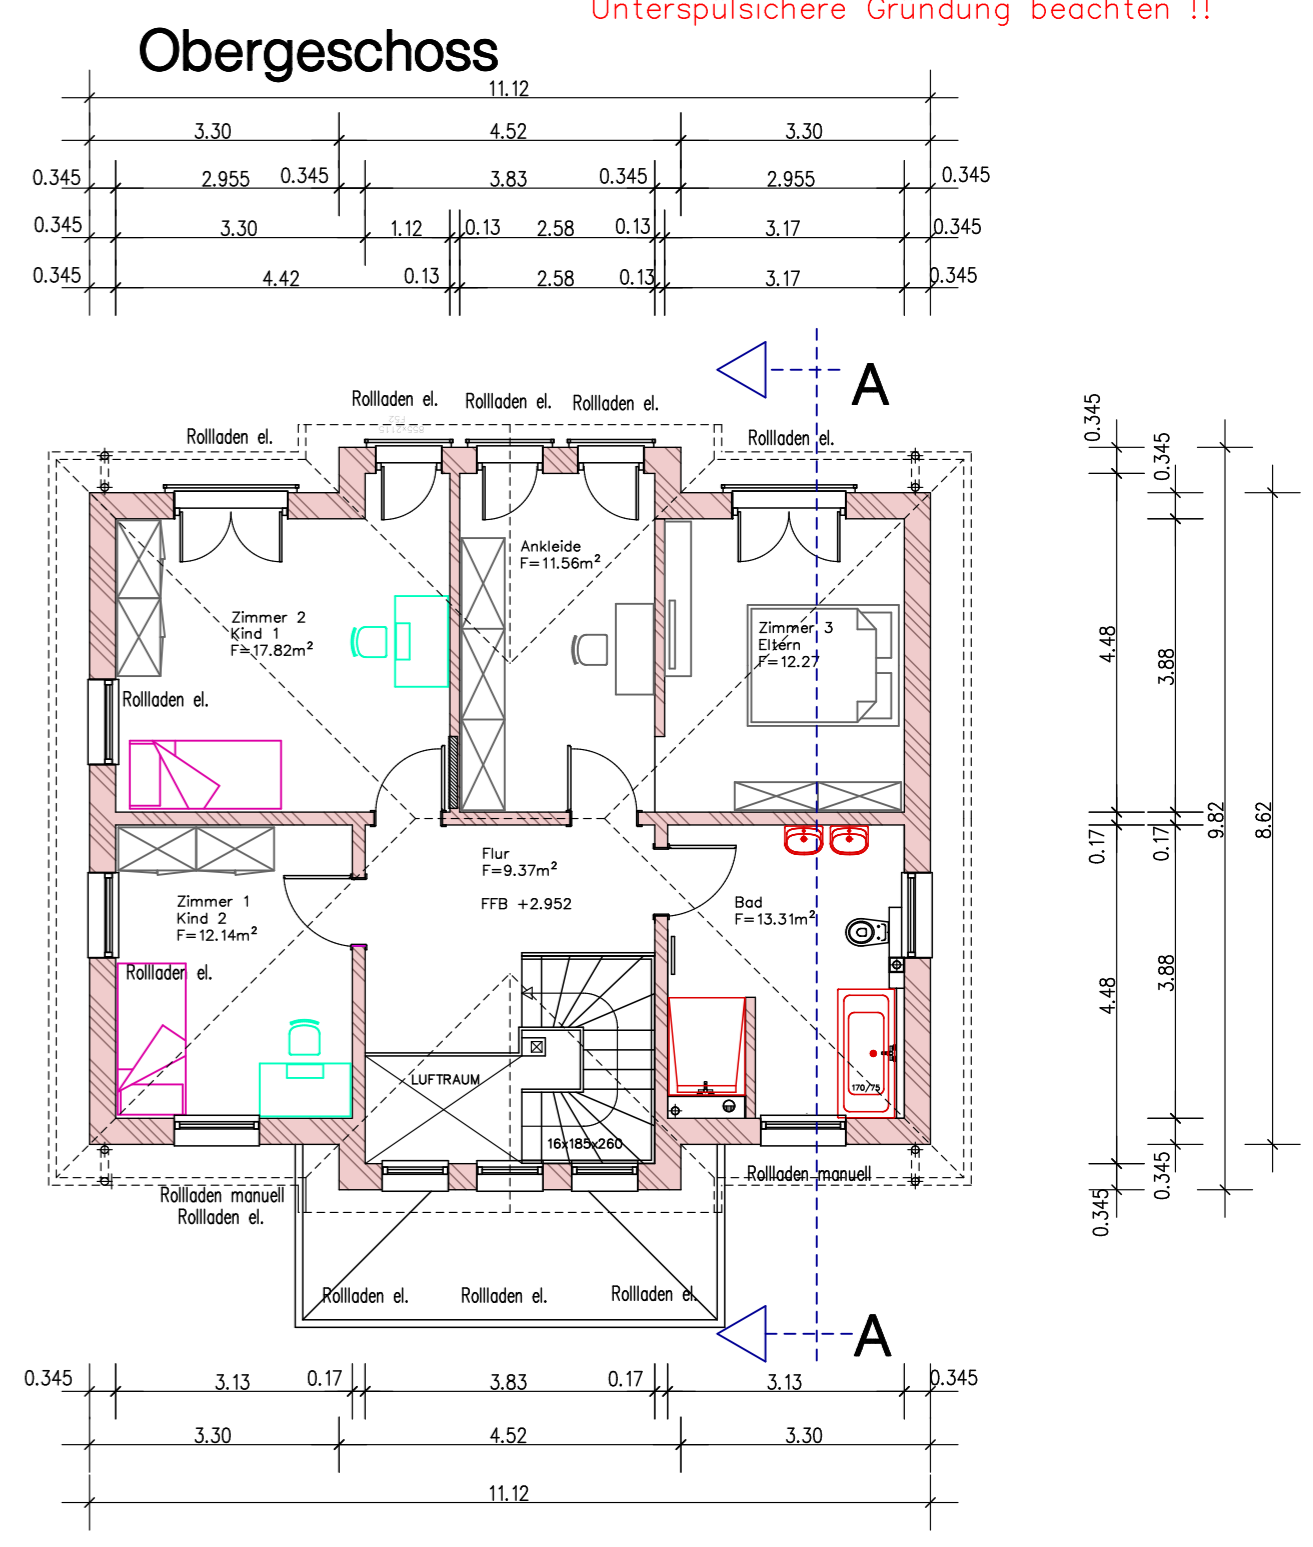 Unterspülsichere Gründung beachten !!
Obergeschoss
11.12
3.30 4.52 3.30
0.345 2.955 0.345 3.83 0.345 2.955 0.345
0.345 3.30 1.12 0.13 2.58 0.13 3.17 0.345
0.345 4.42 0.13 2.58 0.13 3.17 0.345
A
Rollladen el. Rollladen el. Rollladen el.
Rollladen el. Rollladen el.
Ankleide
F=11.56m²
Zimmer 2
Kind 1
F=17.82m²
Zimmer 3
Eltern
F=12.27
Rollladen el.
Flur
F=9.37m²
FFB +2.952
Zimmer 1
Kind 2
F=12.14m²
Bad
F=13.31m²
Rollladen el.
LUFTRAUM
170/75
16x185x260
Rollladen manuell
Rollladen manuell
Rollladen el.
Rollladen el. Rollladen el. Rollladen el.
A
0.345 4.48 0.17 4.48 0.345
0.345 3.88 0.17 3.88 0.345
9.82
8.62
0.345 3.13 0.17 3.83 0.17 3.13 0.345
3.30 4.52 3.30
11.12